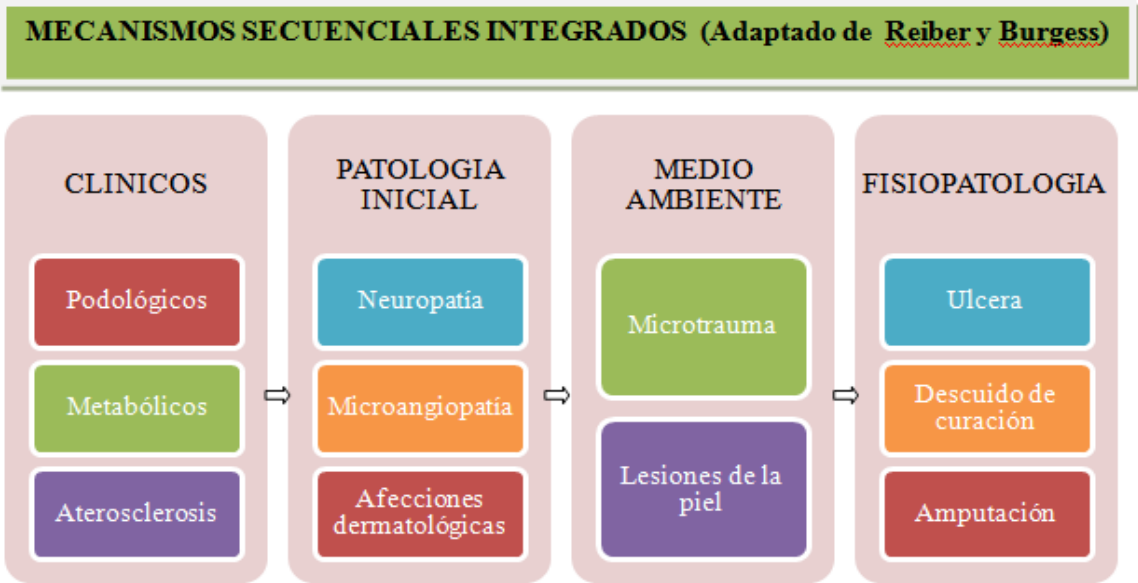 MECANISMOS SECUENCIALES INTEGRADOS (Adaptado de Reiber y Burgess)
CLINICOS
Podológicos
Metabólicos
Aterosclerosis
PATOLOGIA
INICIAL
Neuropatía
Microangiopatía
Afecciones
dermatológicas
MEDIO
AMBIENTE
Microtrauma
Lesiones de la
piel
FISIOPATOLOGIA
Ulcera
Descuido de
curación
Amputación